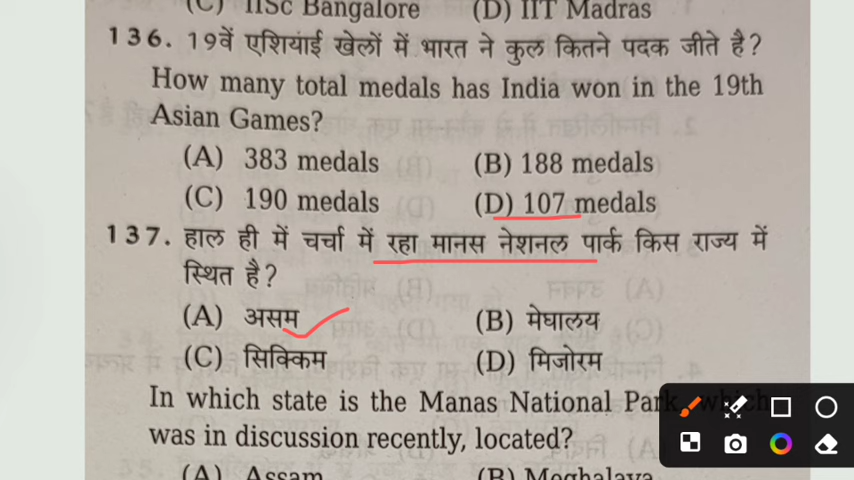 (C) IISc Bangalore (D) IIT Madras
136. 19वें एशियाई खेलों में भारत ने कुल कितने पदक जीते है?
How many total medals has India won in the 19th
Asian Games?
(A) 383 medals (B) 188 medals
(C) 190 medals (D) 107 medals
137. हाल ही में चर्चा में रहा मानस नेशनल पार्क किस राज्य में
स्थित है?
(A) असम (B) मेघालय
(C) सिक्किम (D) मिजोरम
In which state is the Manas National Park, which
was in discussion recently, located?
(A) Assam (B) Meghalaya